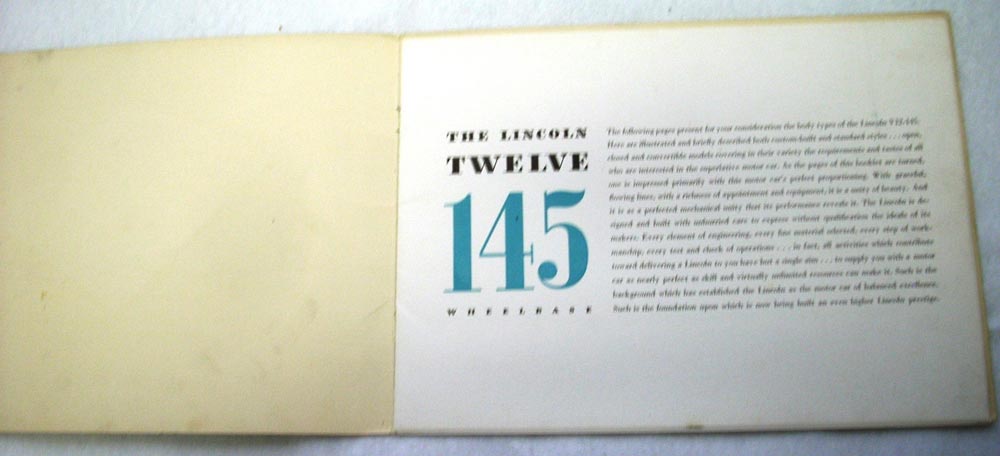 THE LINCOLN
TWELVE
145
WHEELBASE
The following pages present for your consideration the body types of the Lincoln V12-145.
Here are illustrated and briefly described both custom-built and standard styles . . . open,
closed and convertible models covering in their variety the requirements and tastes of all
who are interested in the superlative motor car. As the pages of this booklet are turned,
one is impressed primarily with this motor car's perfect proportioning. With graceful,
flowing lines, with a richness of appointment and equipment, it is a unity of beauty. And
it is as a perfected mechanical unity that its performance reveals it. The Lincoln is de-
signed and built with unhurried care to express without qualification the ideals of its
makers. Every element of engineering, every fine material selected, every step of work-
manship, every test and check of operations . . . in fact, all activities which contribute
toward delivering a Lincoln to you have but a single aim . . . to supply you with a motor
car as nearly perfect as skill and virtually unlimited resources can make it. Such is the
background which has established the Lincoln as the motor car of balanced excellence.
Such is the foundation upon which is now being built an even higher Lincoln prestige.